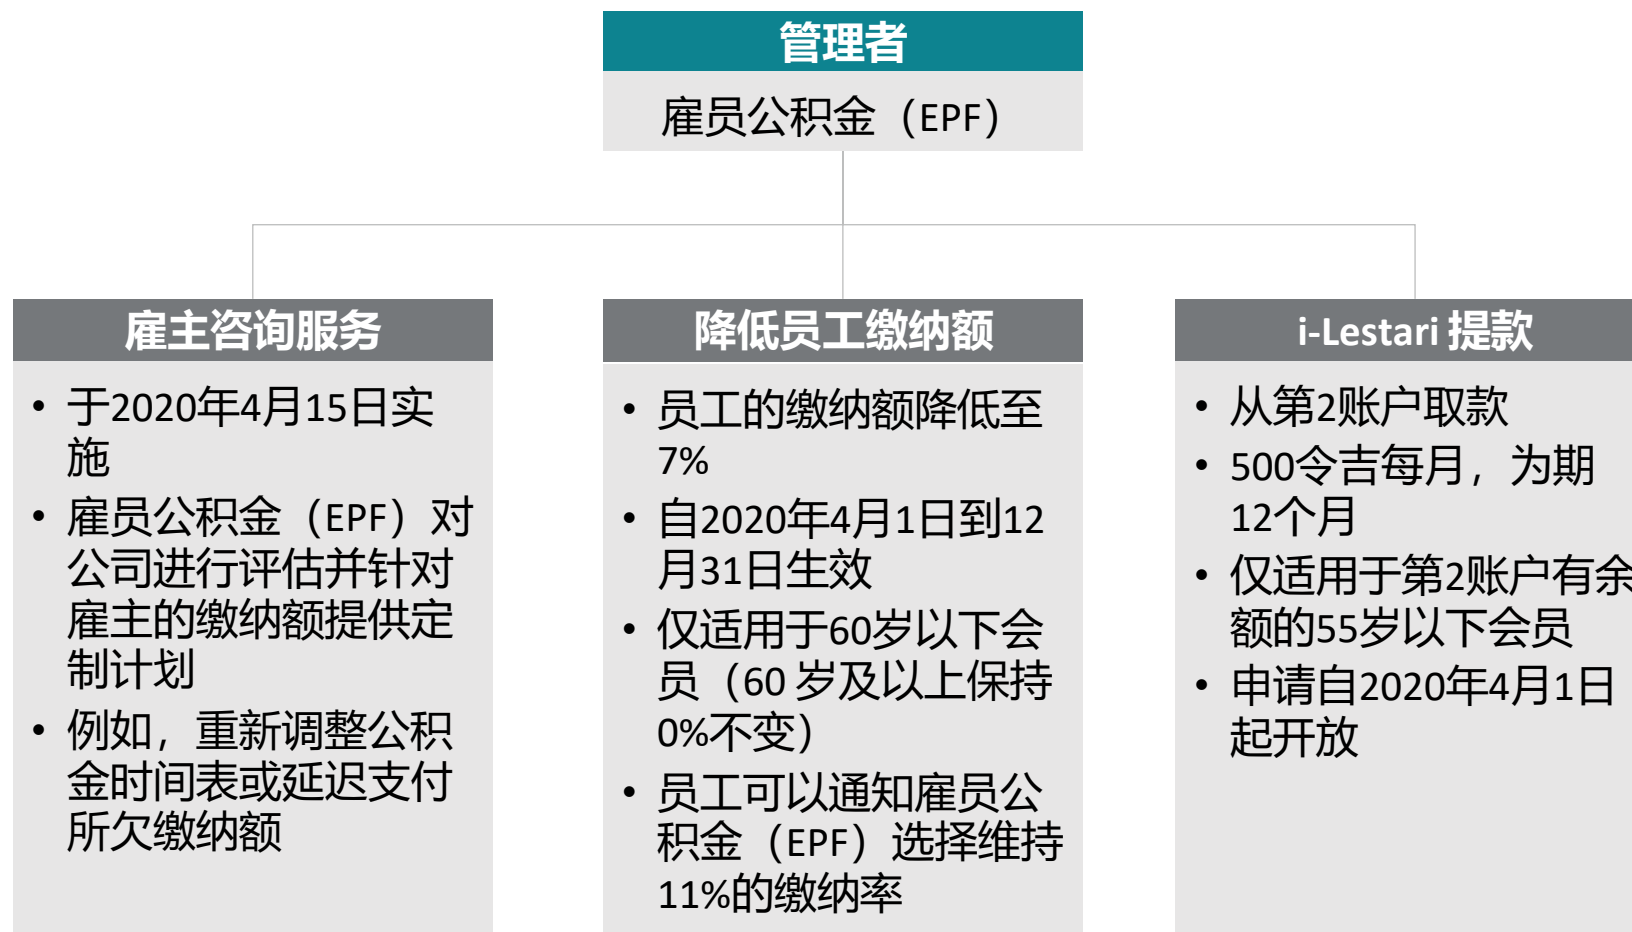 管理者
雇员公积金（EPF）
雇主咨询服务
• 于2020年4月15日实
施
• 雇员公积金（EPF）对
公司进行评估并针对
雇主的缴纳额提供定
制计划
• 例如，重新调整公积
金时间表或延迟支付
所欠缴纳额
降低员工缴纳额
• 员工的缴纳额降低至
7%
• 自2020年4月1日到12
月31日生效
• 仅适用于60岁以下会
员（60 岁及以上保持
0%不变）
• 员工可以通知雇员公
积金（EPF）选择维持
11%的缴纳率
i-Lestari 提款
• 从第2账户取款
• 500令吉每月，为期
12个月
• 仅适用于第2账户有余
额的55岁以下会员
• 申请自2020年4月1日
起开放